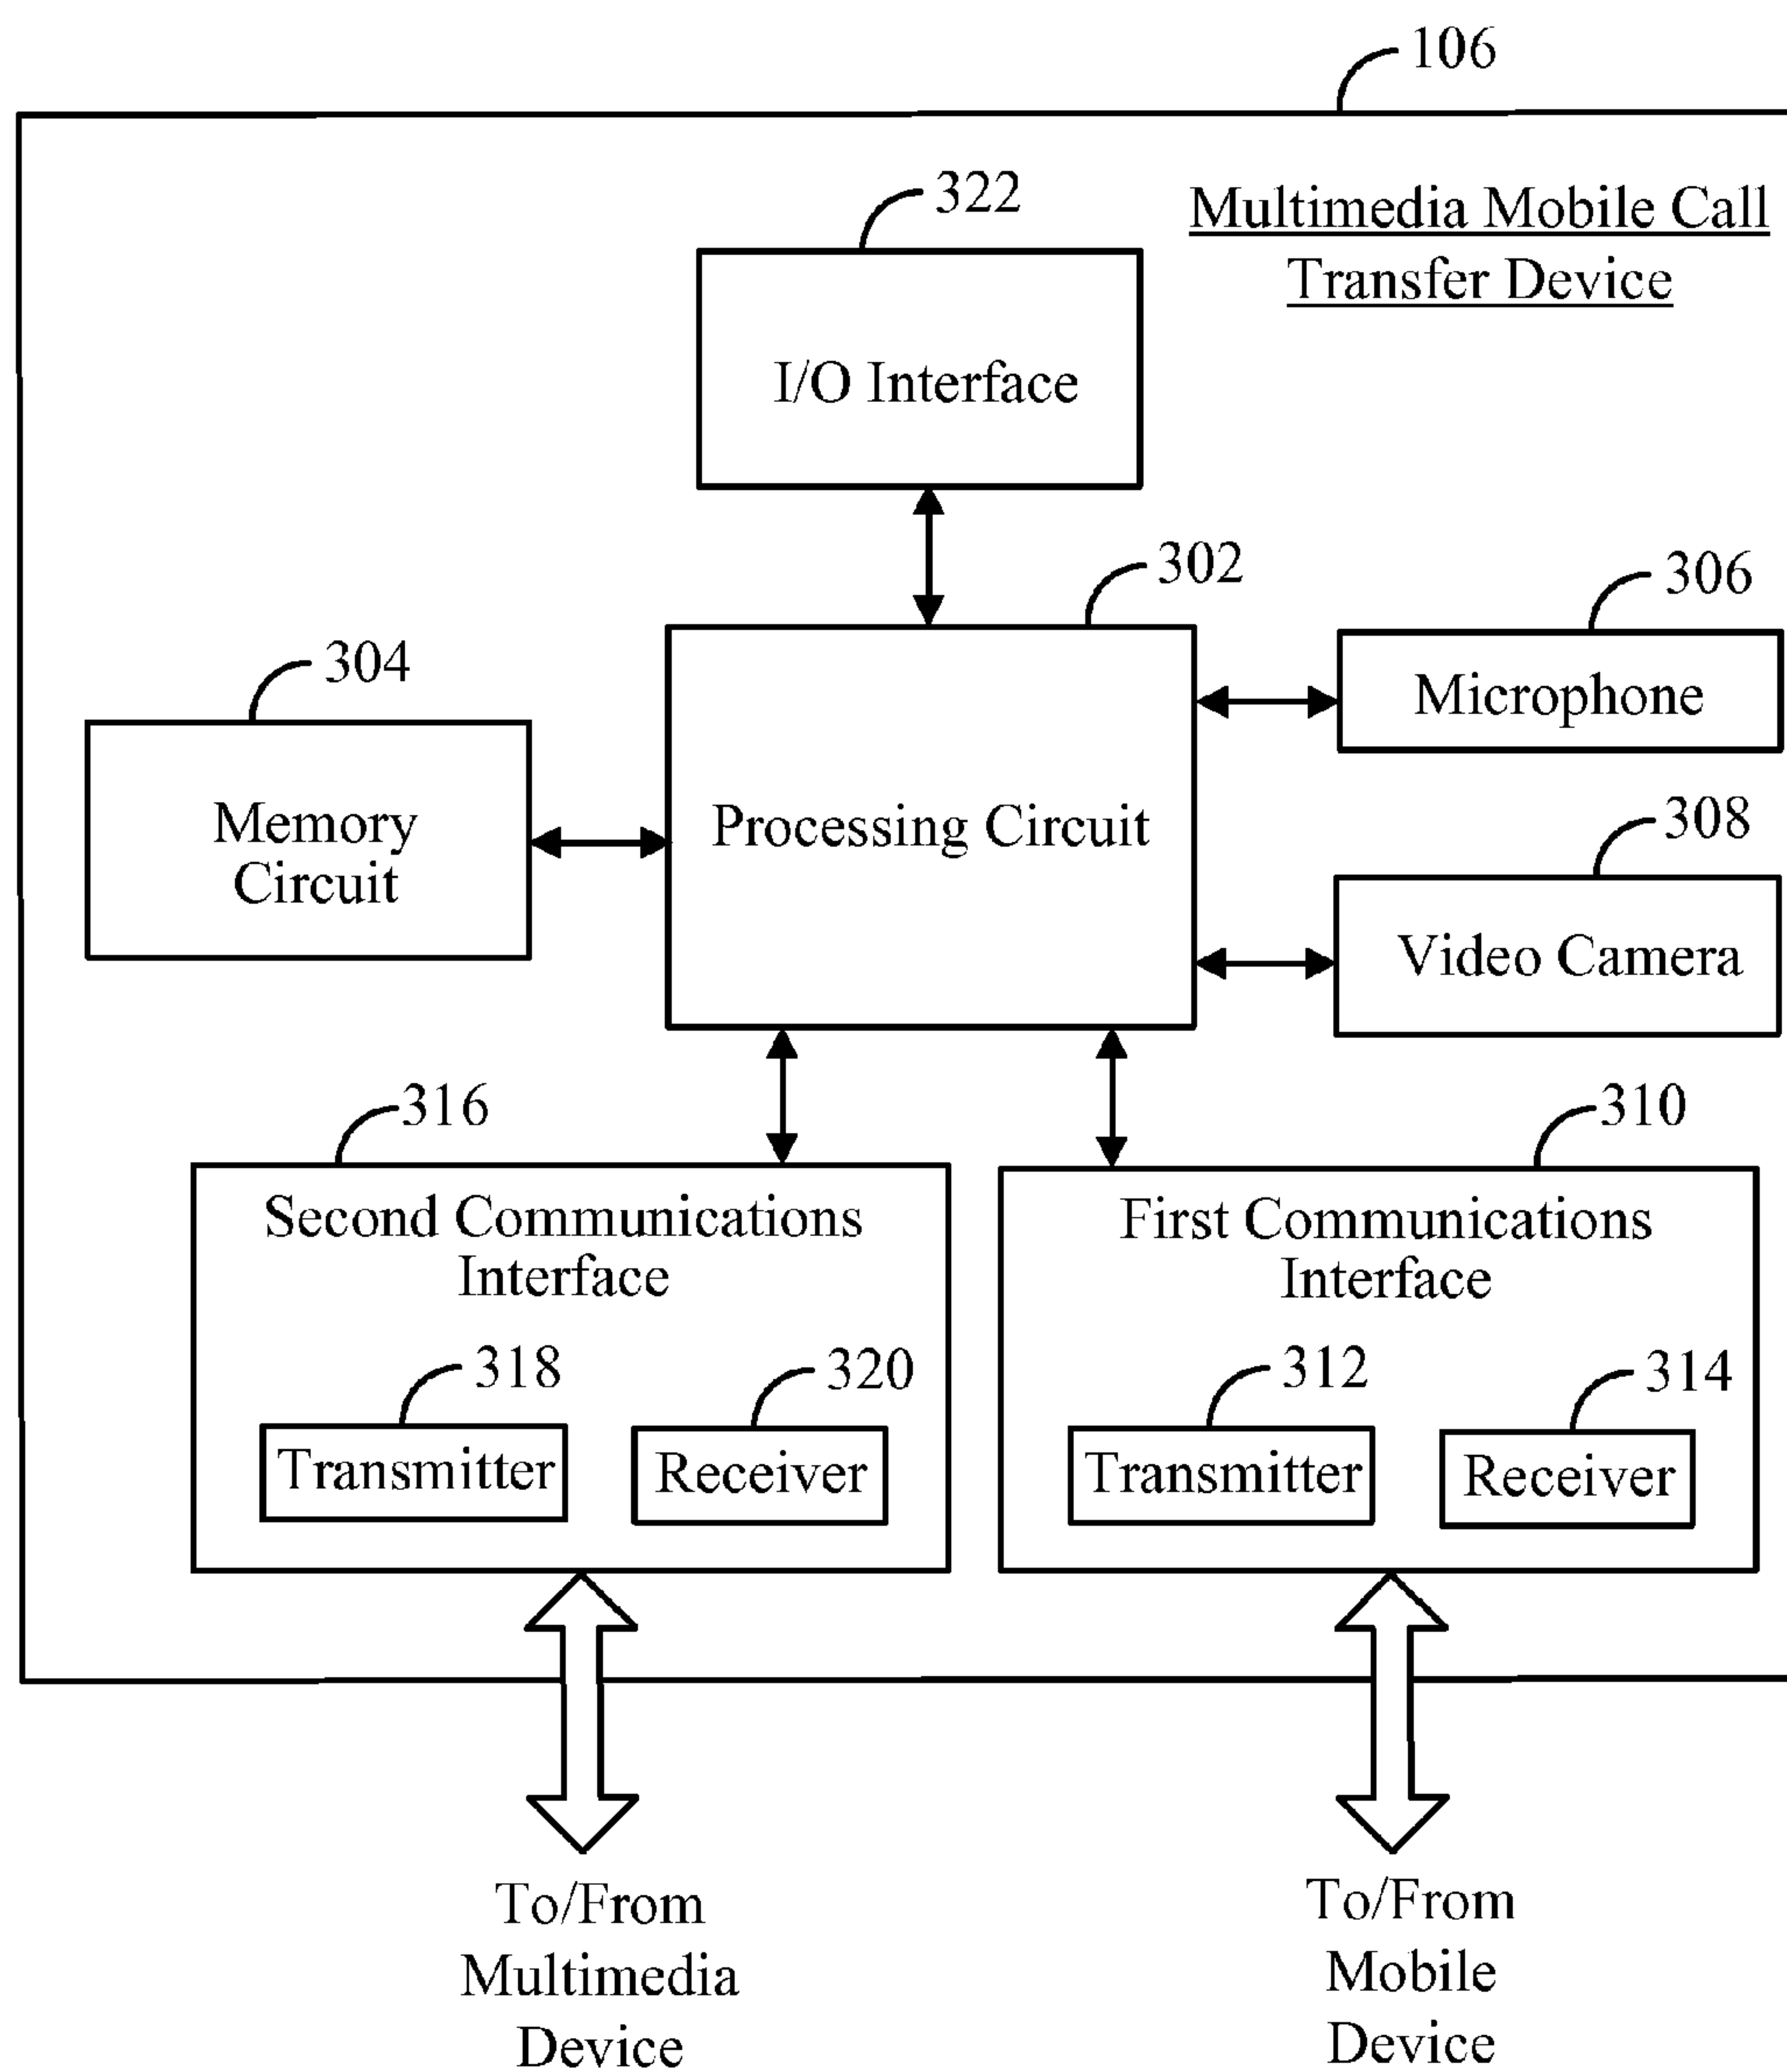 106
Multimedia Mobile Call
Transfer Device
322
I/O Interface
302
306
Microphone
304
Memory
Circuit
Processing Circuit
308
Video Camera
316
Second Communications
Interface
318
Transmitter
320
Receiver
310
First Communications
Interface
312
Transmitter
314
Receiver
To/From
Multimedia
Device
To/From
Mobile
Device